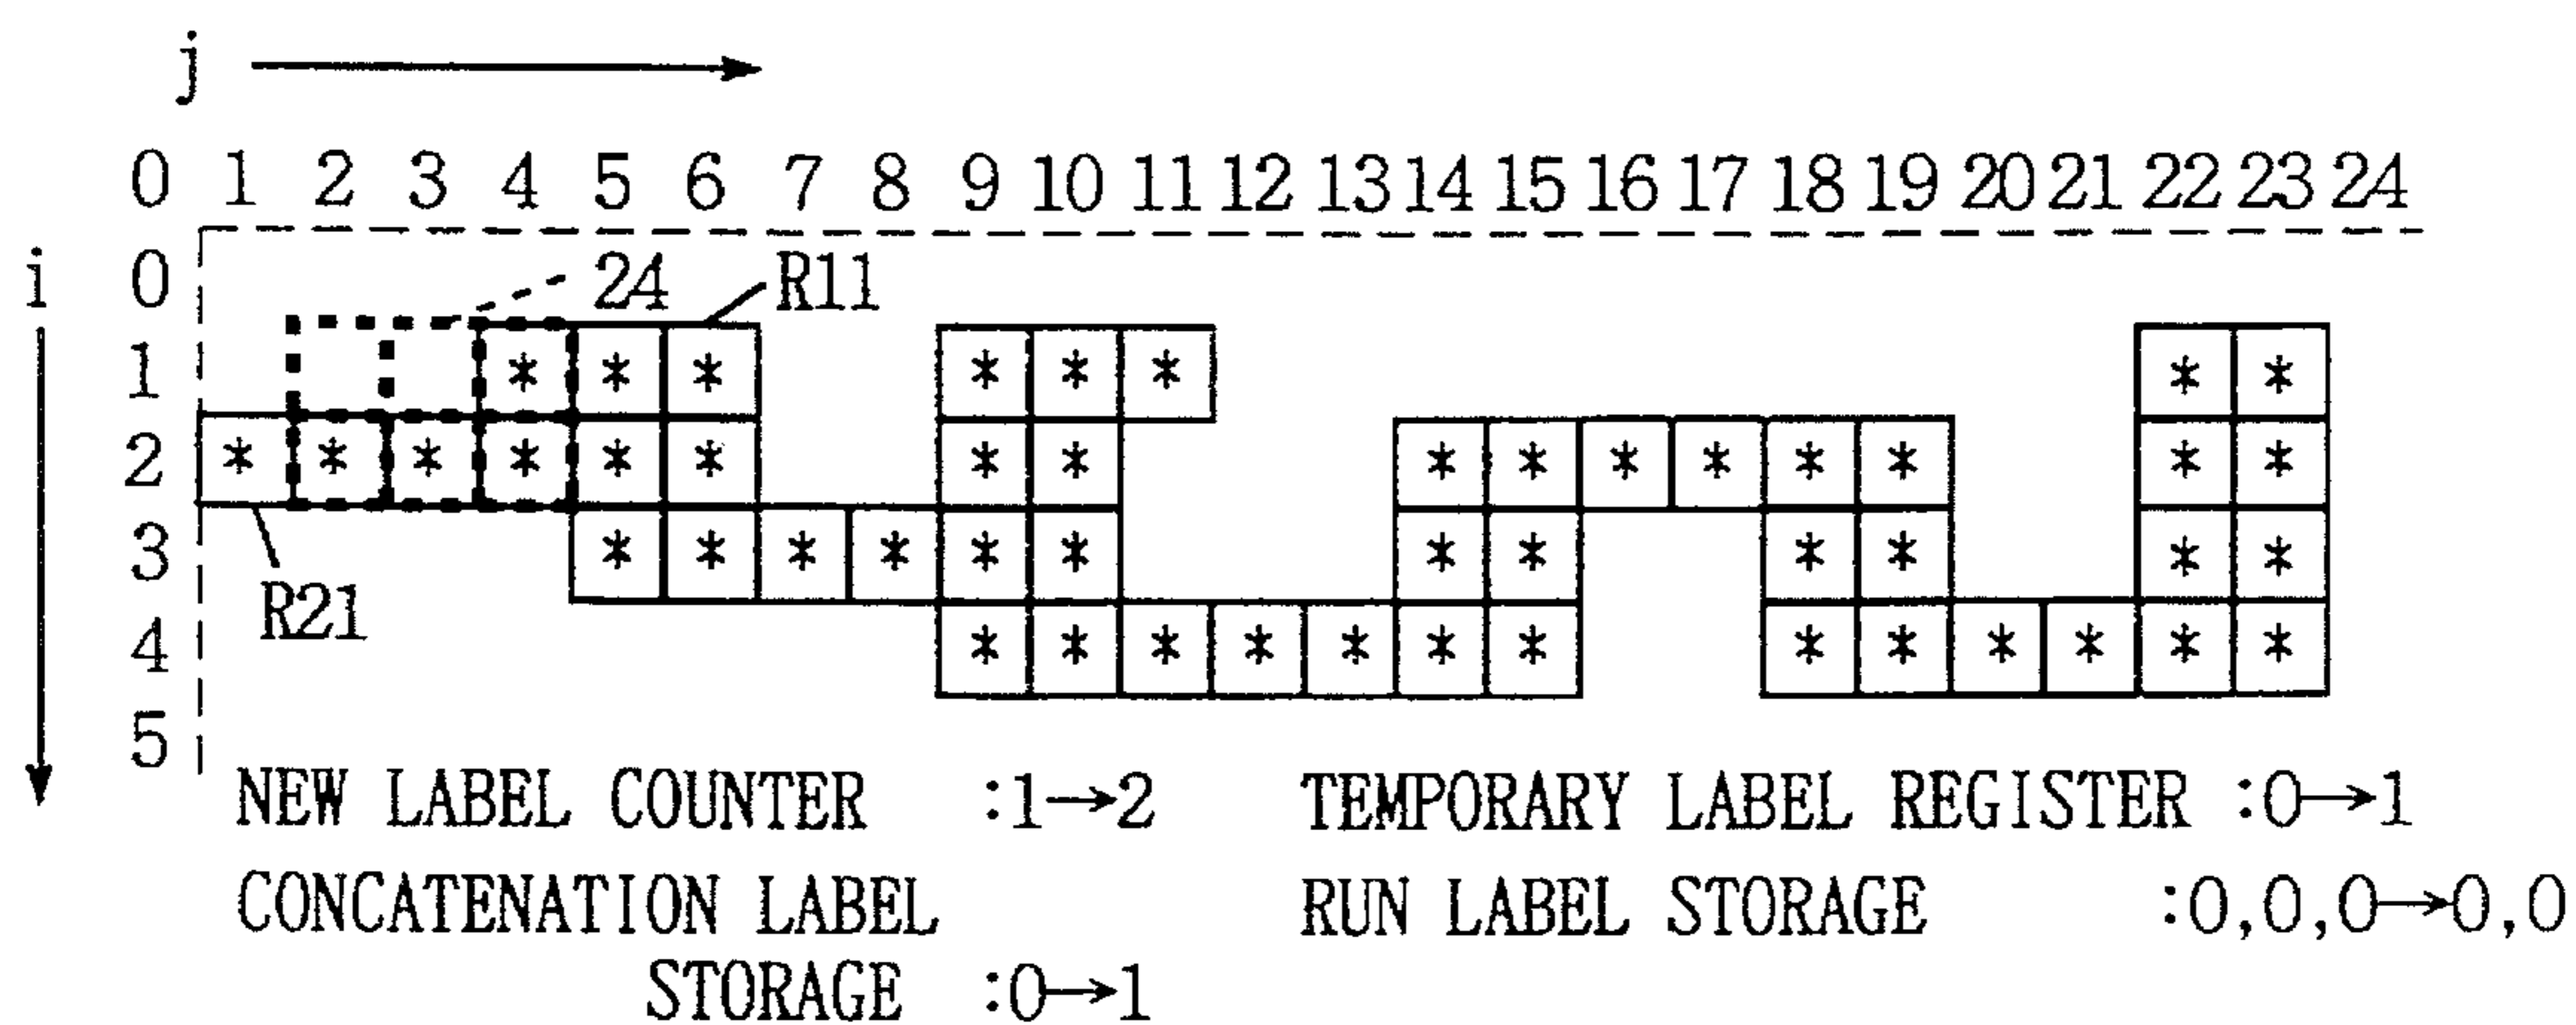 j
0 1 2 3 4 5 6 7 8 9 10 11 12 13 14 15 16 17 18 19 20 21 22 23 24
i 0 24 R11
1 * * * * * * * *
2 * * * * * * * * * * * * * * * *
3 * * * * * * * * * * * *
R21
4 * * * * * * * * * * * * *
5
NEW LABEL COUNTER :1→2 TEMPORARY LABEL REGISTER :0→1
CONCATENATION LABEL RUN LABEL STORAGE :0,0,0→0,0
STORAGE :0→1